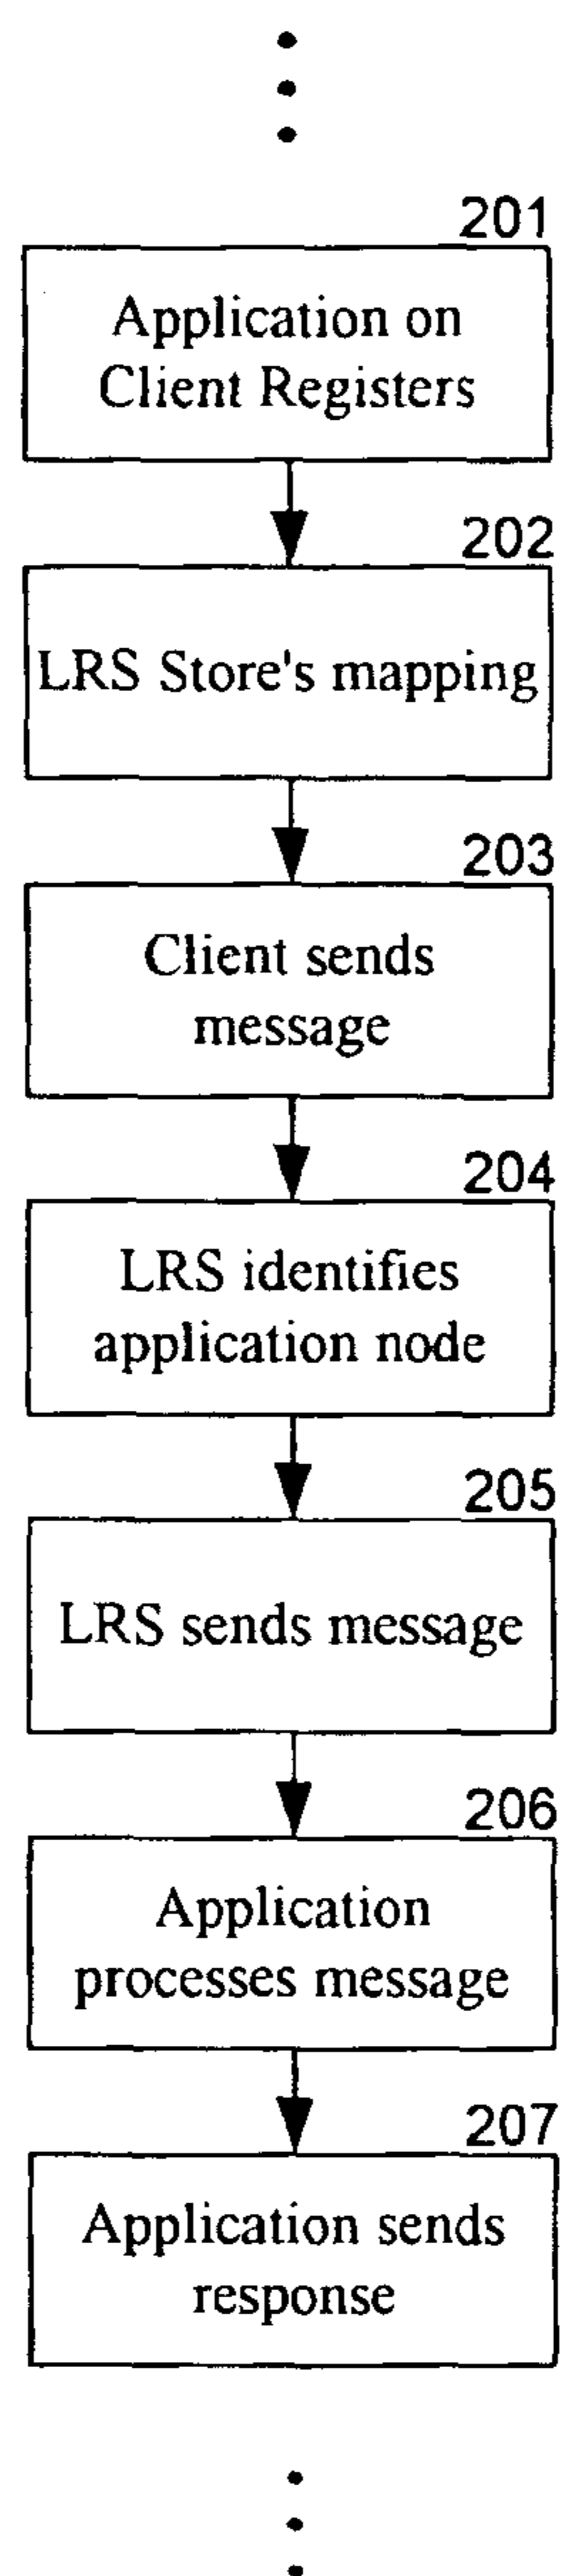 201
Application on
Client Registers
202
LRS Store's mapping
203
Client sends
message
204
LRS identifies
application node
205
LRS sends message
206
Application
processes message
207
Application sends
response